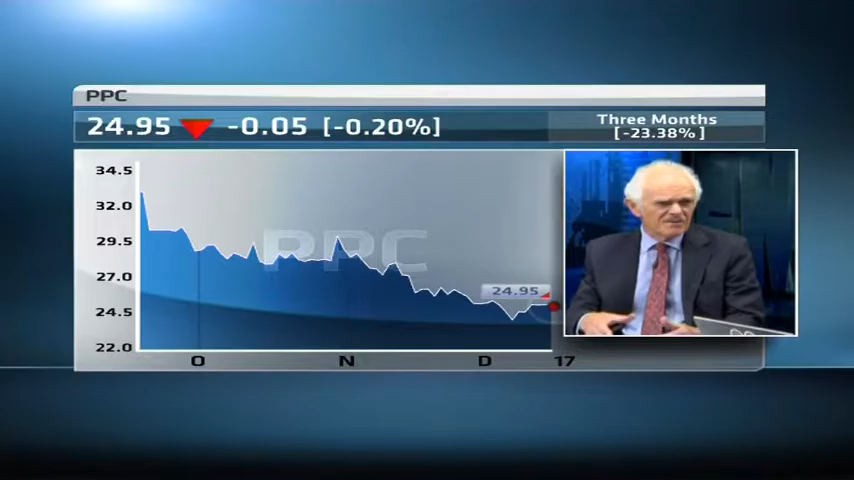 PPC
24.95 -0.05 [-0.20%]
Three Months
[-23.38%]
34.5
32.0
29.5
27.0
24.5
22.0
PPC
24.95
O N D 17